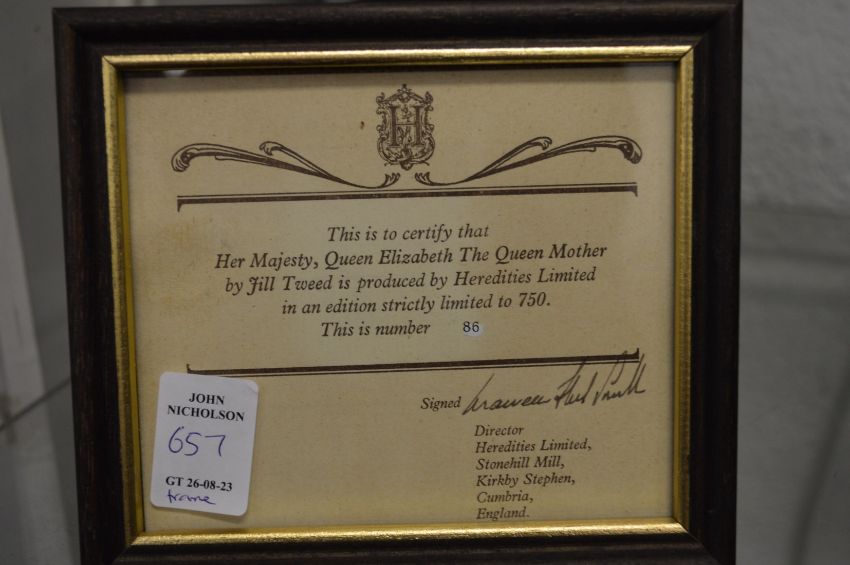 H
This is to certify that
Her Majesty, Queen Elizabeth The Queen Mother
by Jill Tweed is produced by Heredities Limited
in an edition strictly limited to 750.
This is number 86
Signed
Director
Heredities Limited,
Stonehill Mill,
Kirkby Stephen,
Cumbria,
England.
JOHN
NICHOLSON
657
GT 26-08-23
frame